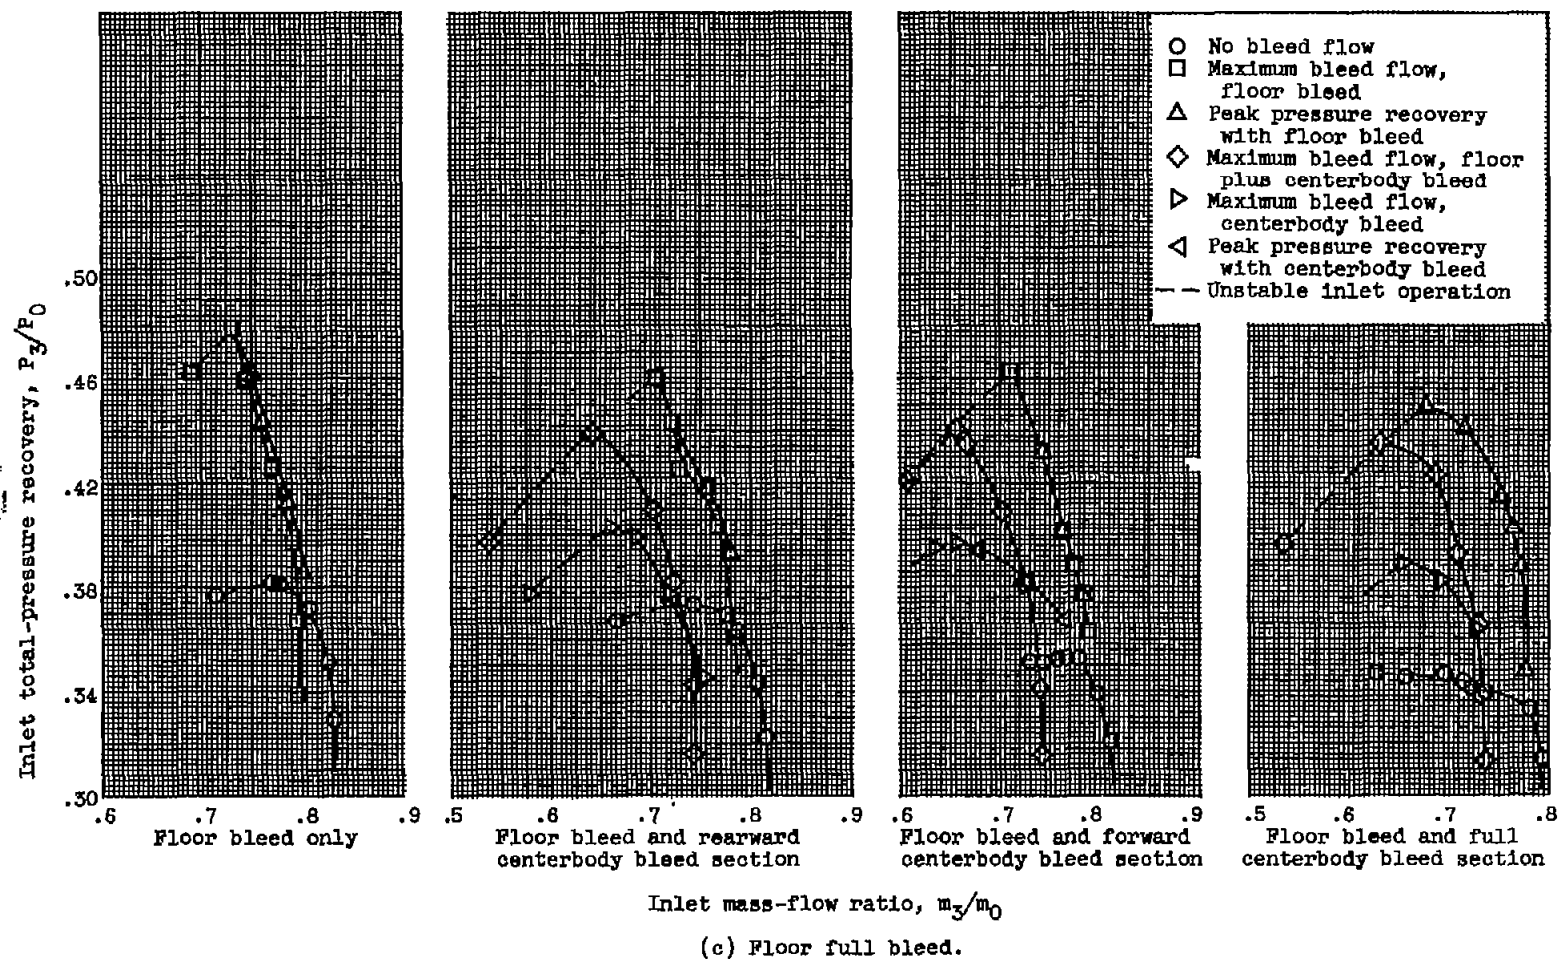 No bleed flow
Maximum bleed flow,
floor bleed
Peak pressure recovery
with floor bleed
Maximum bleed flow, floor
plus centerbody bleed
Maximum bleed flow,
centerbody bleed
Peak pressure recovery
with centerbody bleed
Unstable inlet operation
Inlet total-pressure recovery, P3/P0
.50
.46
.42
.38
.34
.30
.6 .7 .8 .9
Floor bleed only
.5 .6 .7 .8 .9
Floor bleed and rearward
centerbody bleed section
.6 .7 .8 .9
Floor bleed and forward
centerbody bleed section
.5 .6 .7 .8
Floor bleed and full
centerbody bleed section
Inlet mass-flow ratio, m3/m0
(c) Floor full bleed.